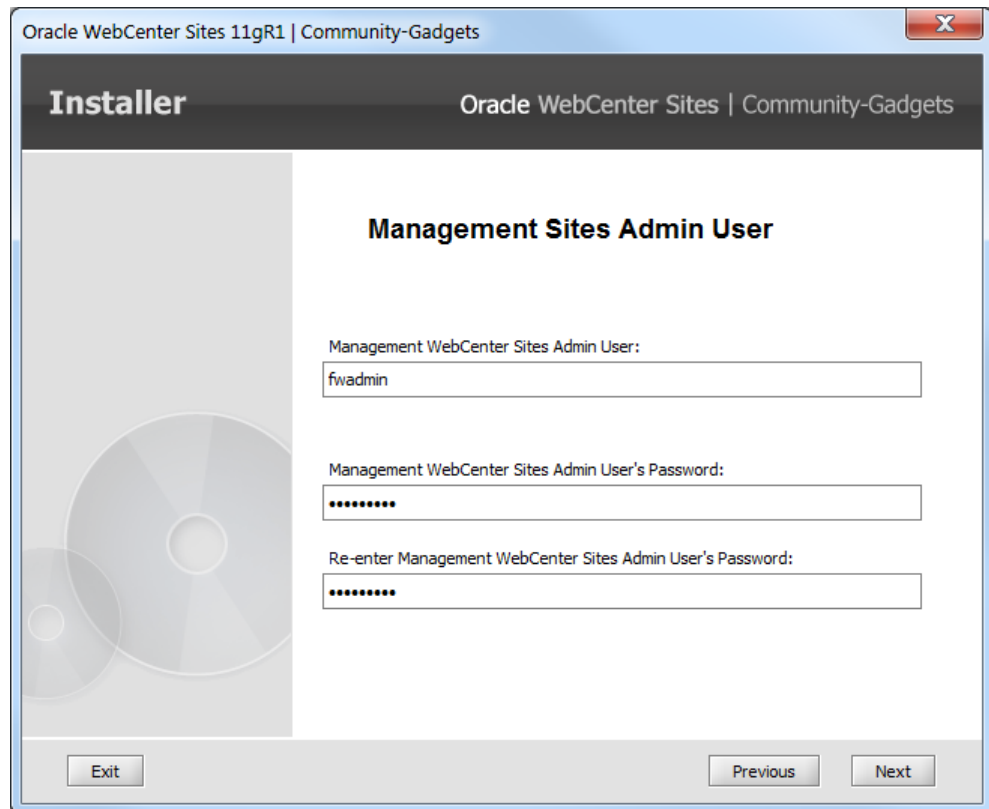 Oracle WebCenter Sites 11gR1 | Community-Gadgets
Installer
Oracle WebCenter Sites | Community-Gadgets
Management Sites Admin User
Management WebCenter Sites Admin User:
fwadmin
Management WebCenter Sites Admin User's Password:
•••••••••
Re-enter Management WebCenter Sites Admin User's Password:
•••••••••
Exit
Previous
Next